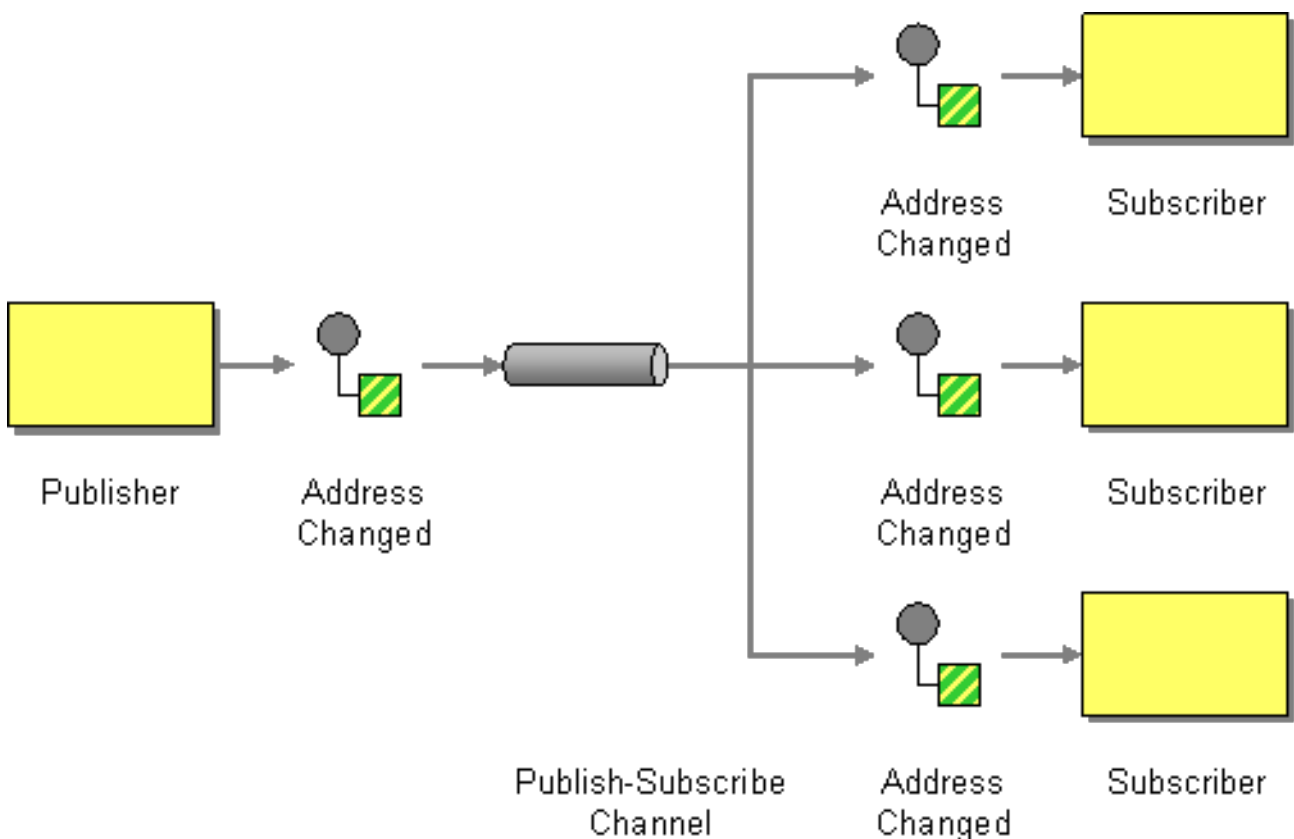 Address
Changed
Subscriber
Publisher
Address
Changed
Address
Changed
Subscriber
Publish-Subscribe
Channel
Address
Changed
Subscriber